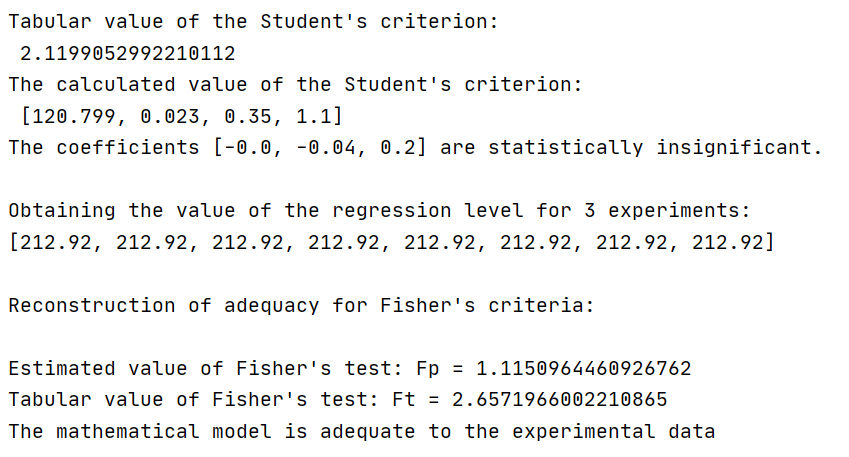 Tabular value of the Student's criterion:
2.1199052992210112
The calculated value of the Student's criterion:
[120.799, 0.023, 0.35, 1.1]
The coefficients [-0.0, -0.04, 0.2] are statistically insignificant.
Obtaining the value of the regression level for 3 experiments:
[212.92, 212.92, 212.92, 212.92, 212.92, 212.92, 212.92, 212.92]
Reconstruction of adequacy for Fisher's criteria:
Estimated value of Fisher's test: Fp = 1.1150964460926762
Tabular value of Fisher's test: Ft = 2.6571966002210865
The mathematical model is adequate to the experimental data